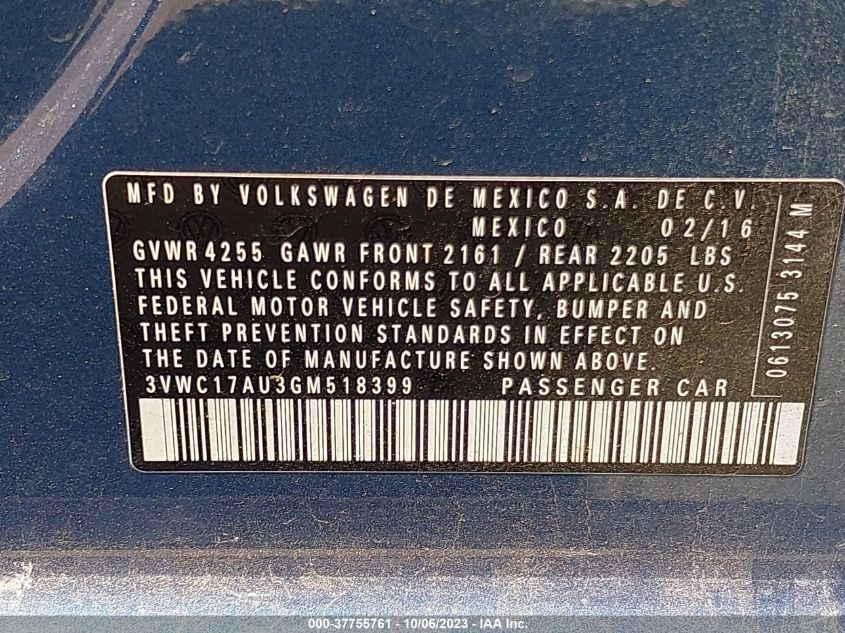 MFD BY VOLKSWAGEN DE MEXICO S.A. DE C.V.
MEXICO 02/16
GVWR 4255 GAWR FRONT 2161 / REAR 2205 LBS
THIS VEHICLE CONFORMS TO ALL APPLICABLE U.S.
FEDERAL MOTOR VEHICLE SAFETY, BUMPER AND
THEFT PREVENTION STANDARDS IN EFFECT ON
THE DATE OF MANUFACTURE SHOWN ABOVE.
3VWC17AU3GM518399 PASSENGER CAR
0613075 3144 M
000-37755761 - 10/06/2023 - IAA Inc.